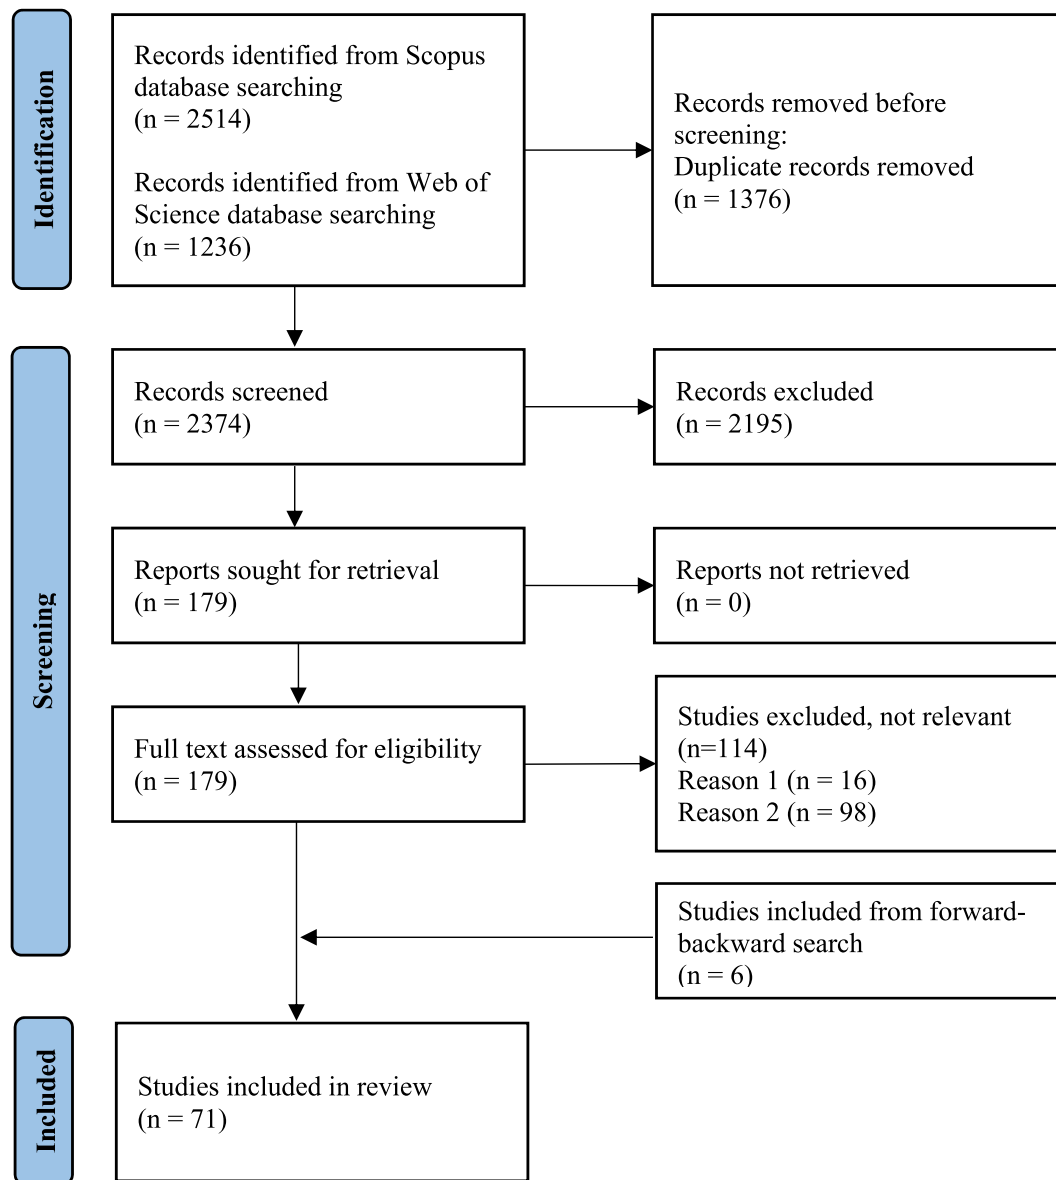 Identification
Records identified from Scopus
database searching
(n = 2514)
Records identified from Web of
Science database searching
(n = 1236)
Records removed before
screening:
Duplicate records removed
(n = 1376)
Screening
Records screened
(n = 2374)
Records excluded
(n = 2195)
Reports sought for retrieval
(n = 179)
Reports not retrieved
(n = 0)
Full text assessed for eligibility
(n = 179)
Studies excluded, not relevant
(n=114)
Reason 1 (n = 16)
Reason 2 (n = 98)
Studies included from forward-
backward search
(n = 6)
Included
Studies included in review
(n = 71)